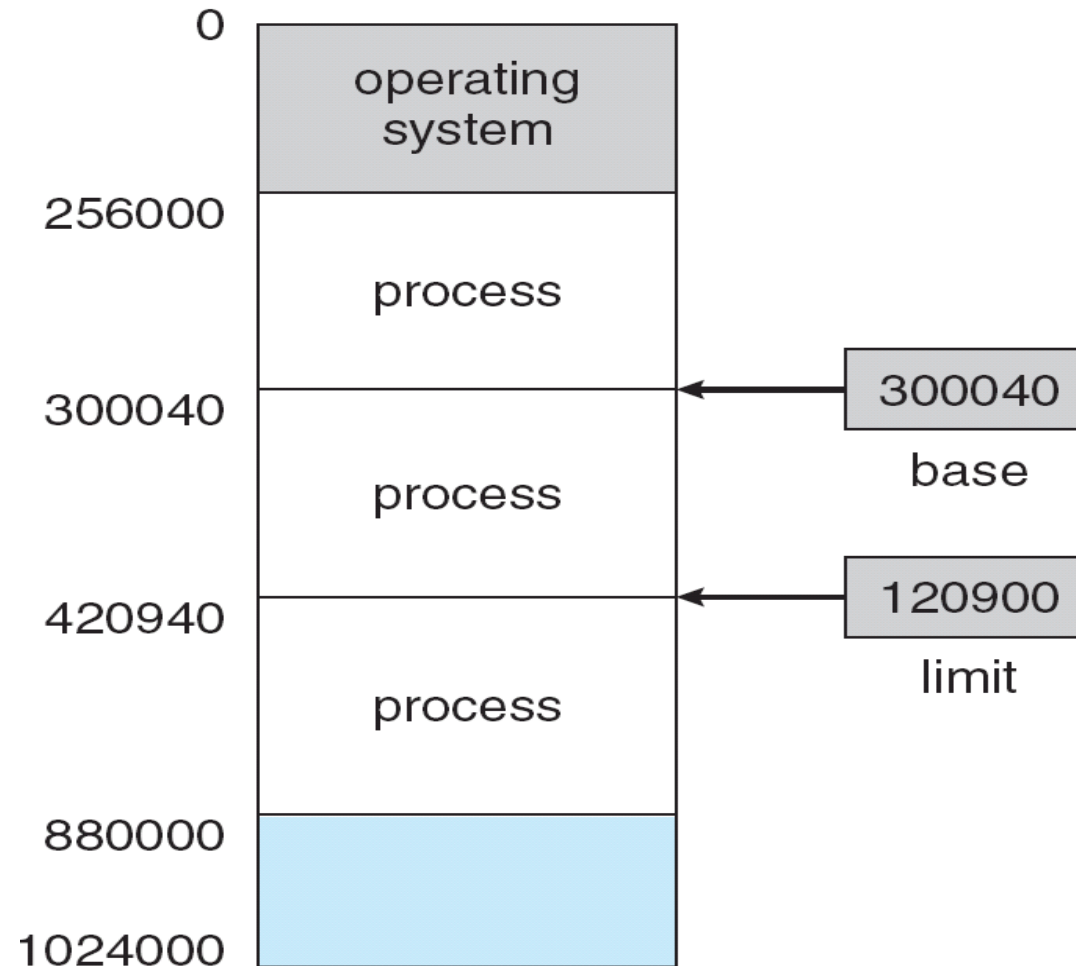 0
operating
system
256000
process
300040
300040
base
process
120900
limit
420940
process
880000
1024000